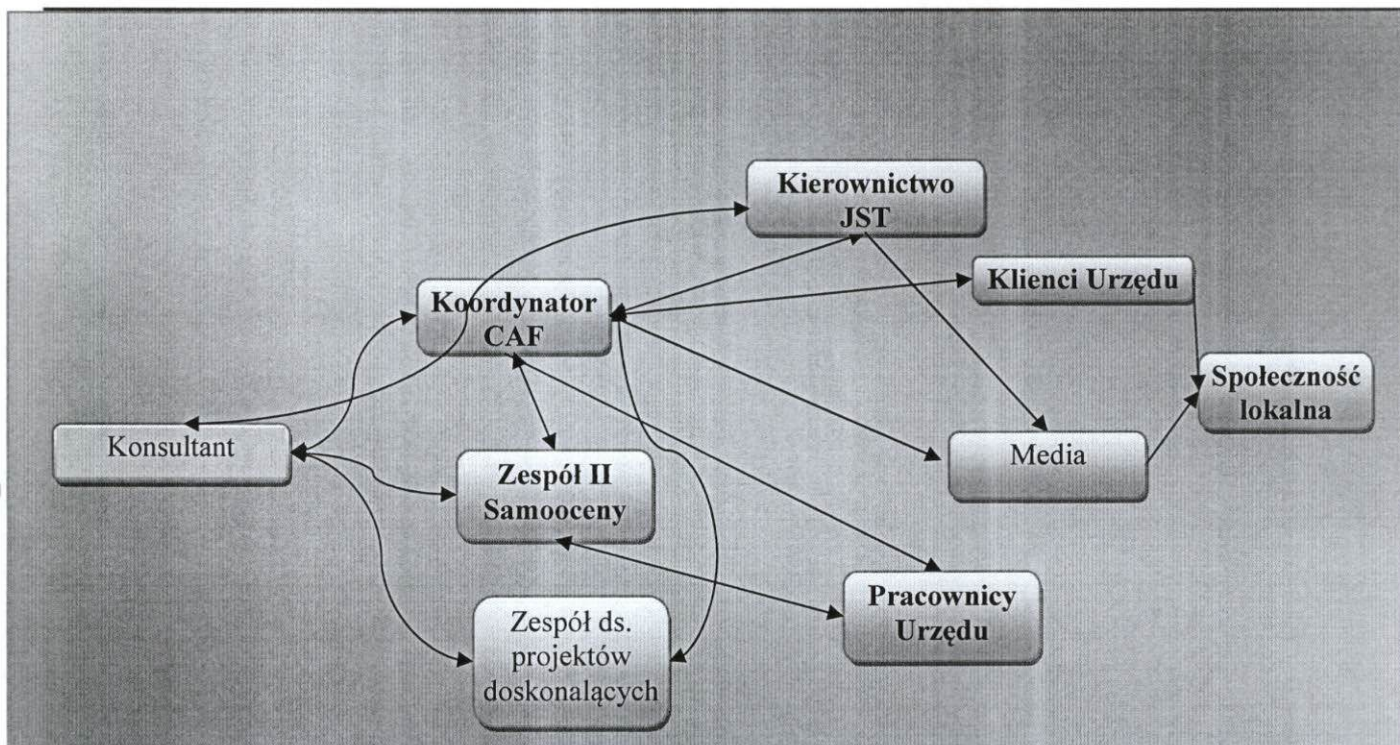 Kierownictwo
JST
Klienci Urzędu
Koordynator
CAF
Społeczność
lokalna
Konsultant
Media
Zespół II
Samooceny
Pracownicy
Urzędu
Zespół ds.
projektów
doskonalących